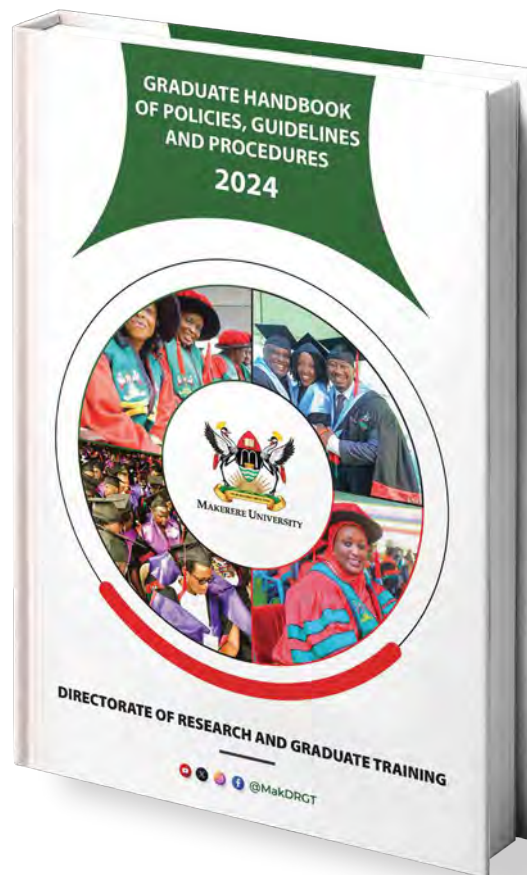 GRADUATE HANDBOOK
OF POLICIES, GUIDELINES
AND PROCEDURES
2024
MAKERERE UNIVERSITY
DIRECTORATE OF RESEARCH AND GRADUATE TRAINING
@MakDRGT